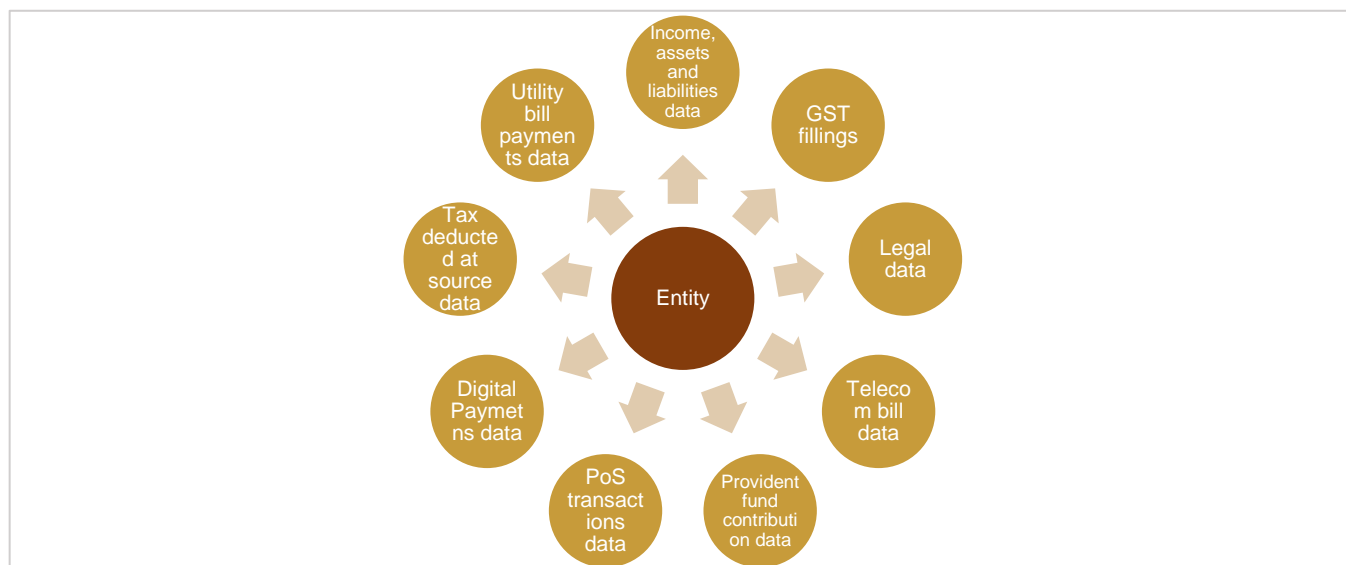 Income,
assets
and
liabilities
data
GST
fillings
Legal
data
Teleco
m bill
data
Provident
fund
contributi
on data
PoS
transact
ions
data
Digital
Paymet
ns data
Tax
deducte
d at
source
data
Utility
bill
paymen
ts data
Entity